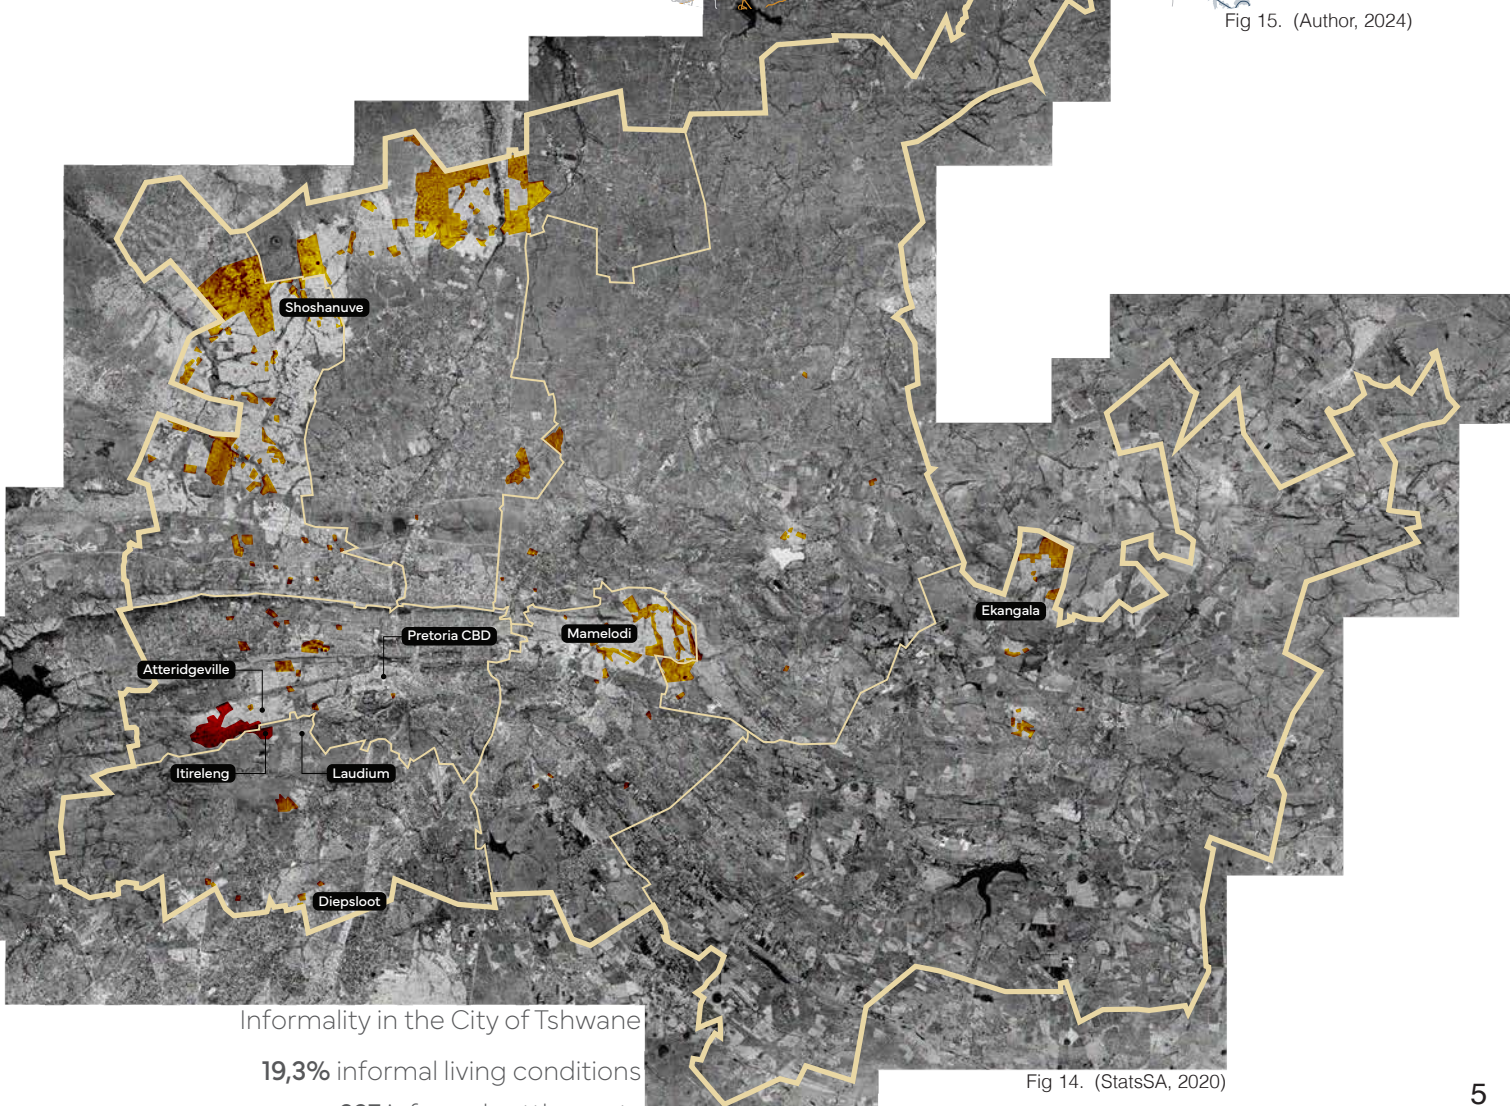 Fig 15. (Author, 2024)
Shoshanuve
Ekangala
Pretoria CBD
Mamelodi
Atteridgeville
Itireleng
Laudium
Diepsloot
Informality in the City of Tshwane
19,3% informal living conditions
Fig 14. (StatsSA, 2020)
5